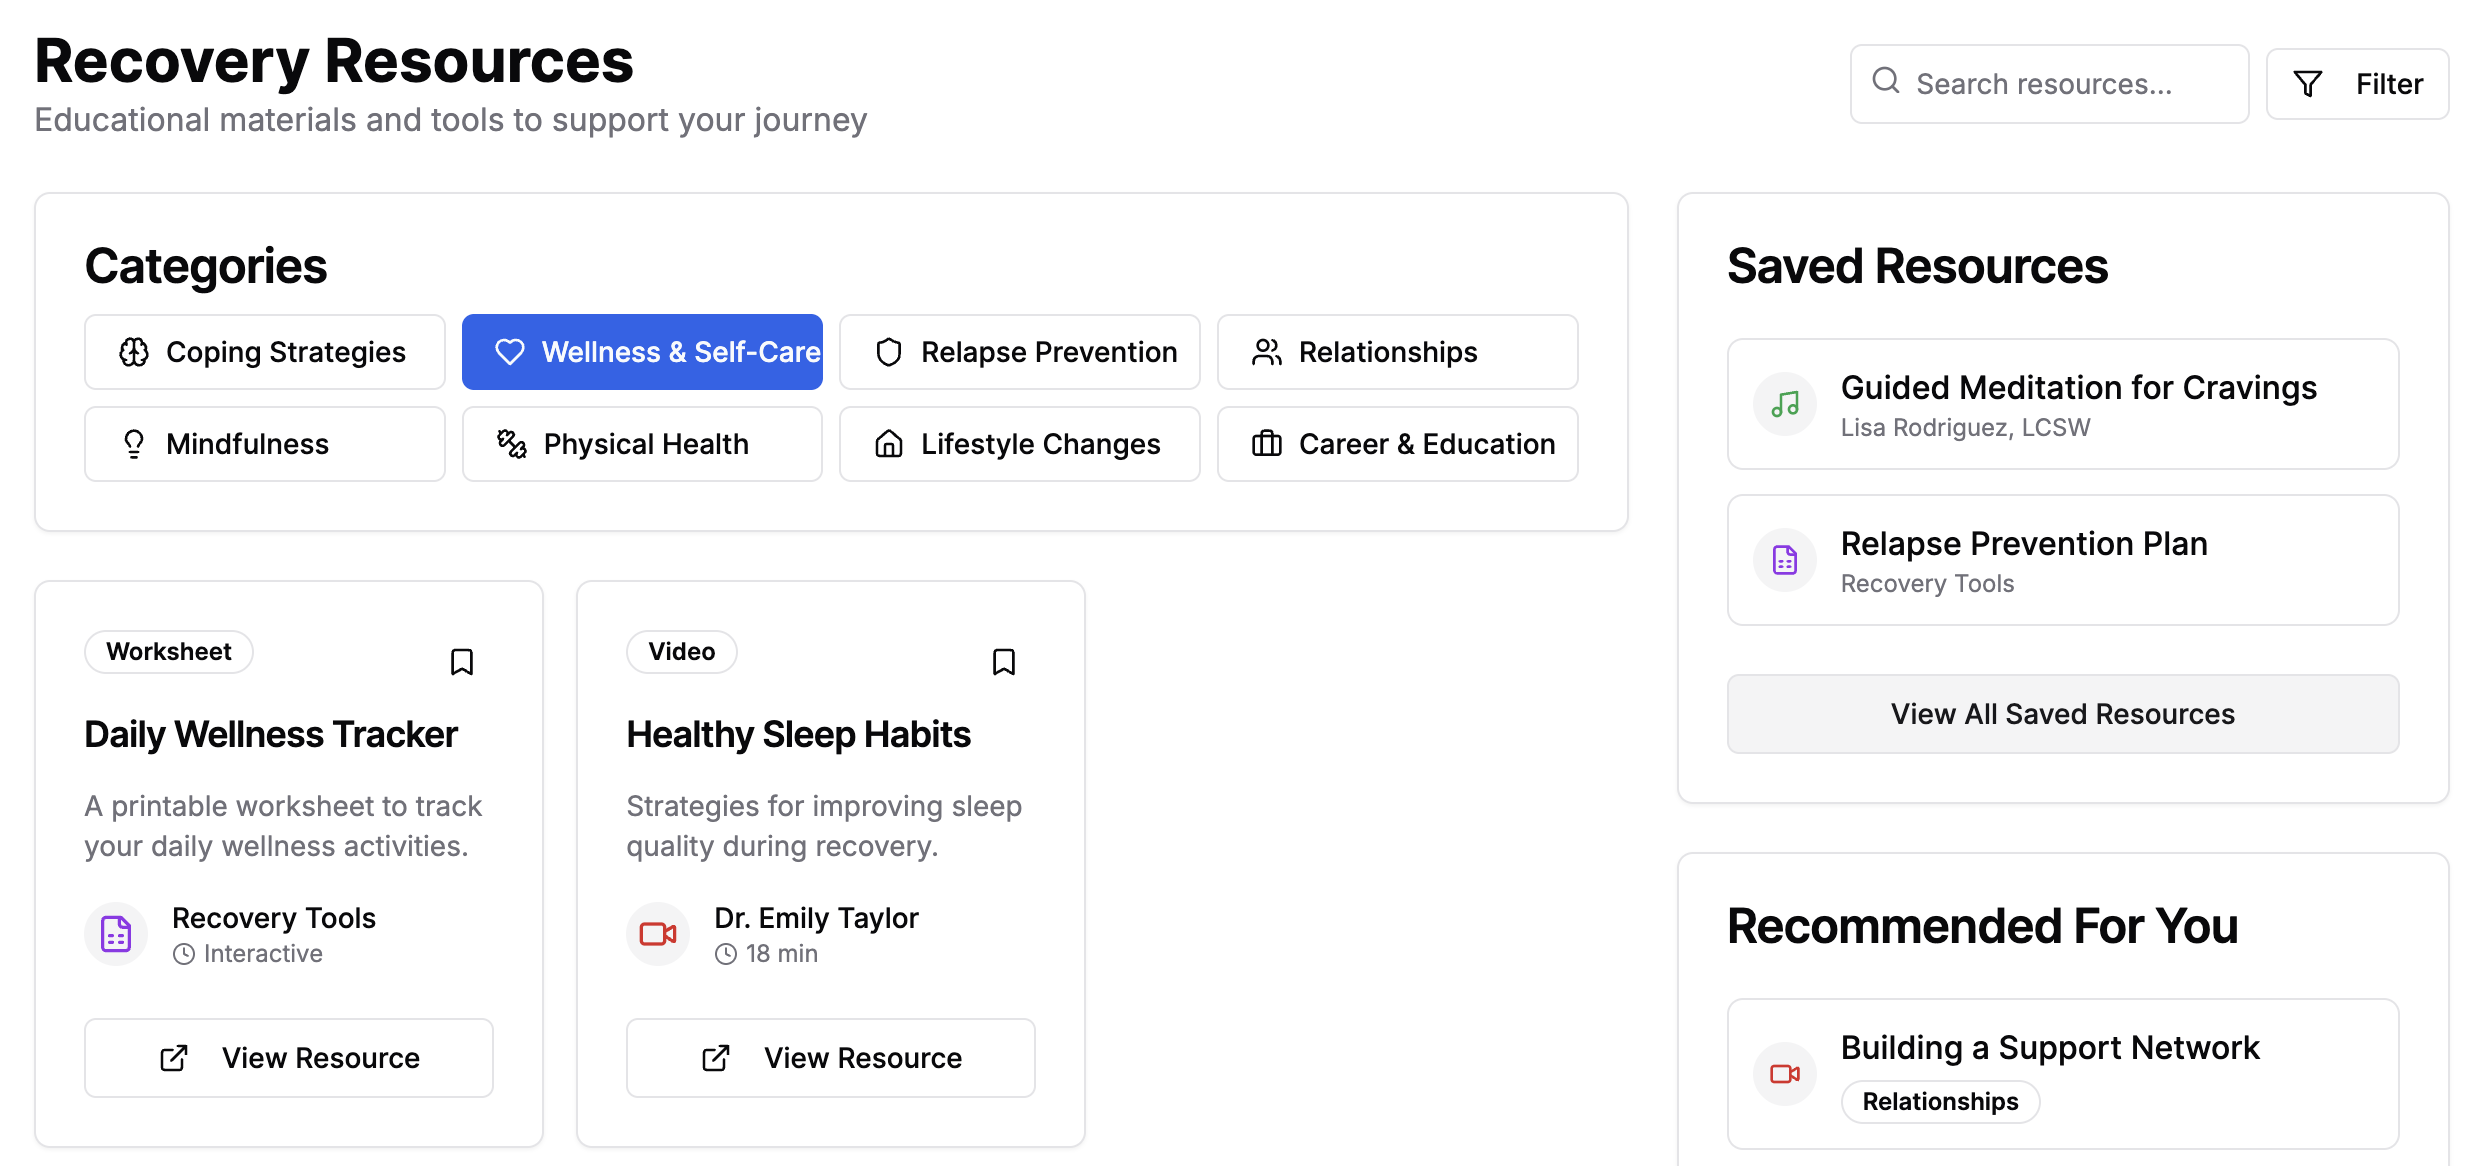 Recovery Resources
Educational materials and tools to support your journey
Search resources...
Filter
Categories
Coping Strategies
Wellness & Self-Care
Relapse Prevention
Relationships
Mindfulness
Physical Health
Lifestyle Changes
Career & Education
Worksheet
Daily Wellness Tracker
A printable worksheet to track
your daily wellness activities.
Recovery Tools
Interactive
View Resource
Video
Healthy Sleep Habits
Strategies for improving sleep
quality during recovery.
Dr. Emily Taylor
18 min
View Resource
Saved Resources
Guided Meditation for Cravings
Lisa Rodriguez, LCSW
Relapse Prevention Plan
Recovery Tools
View All Saved Resources
Recommended For You
Building a Support Network
Relationships